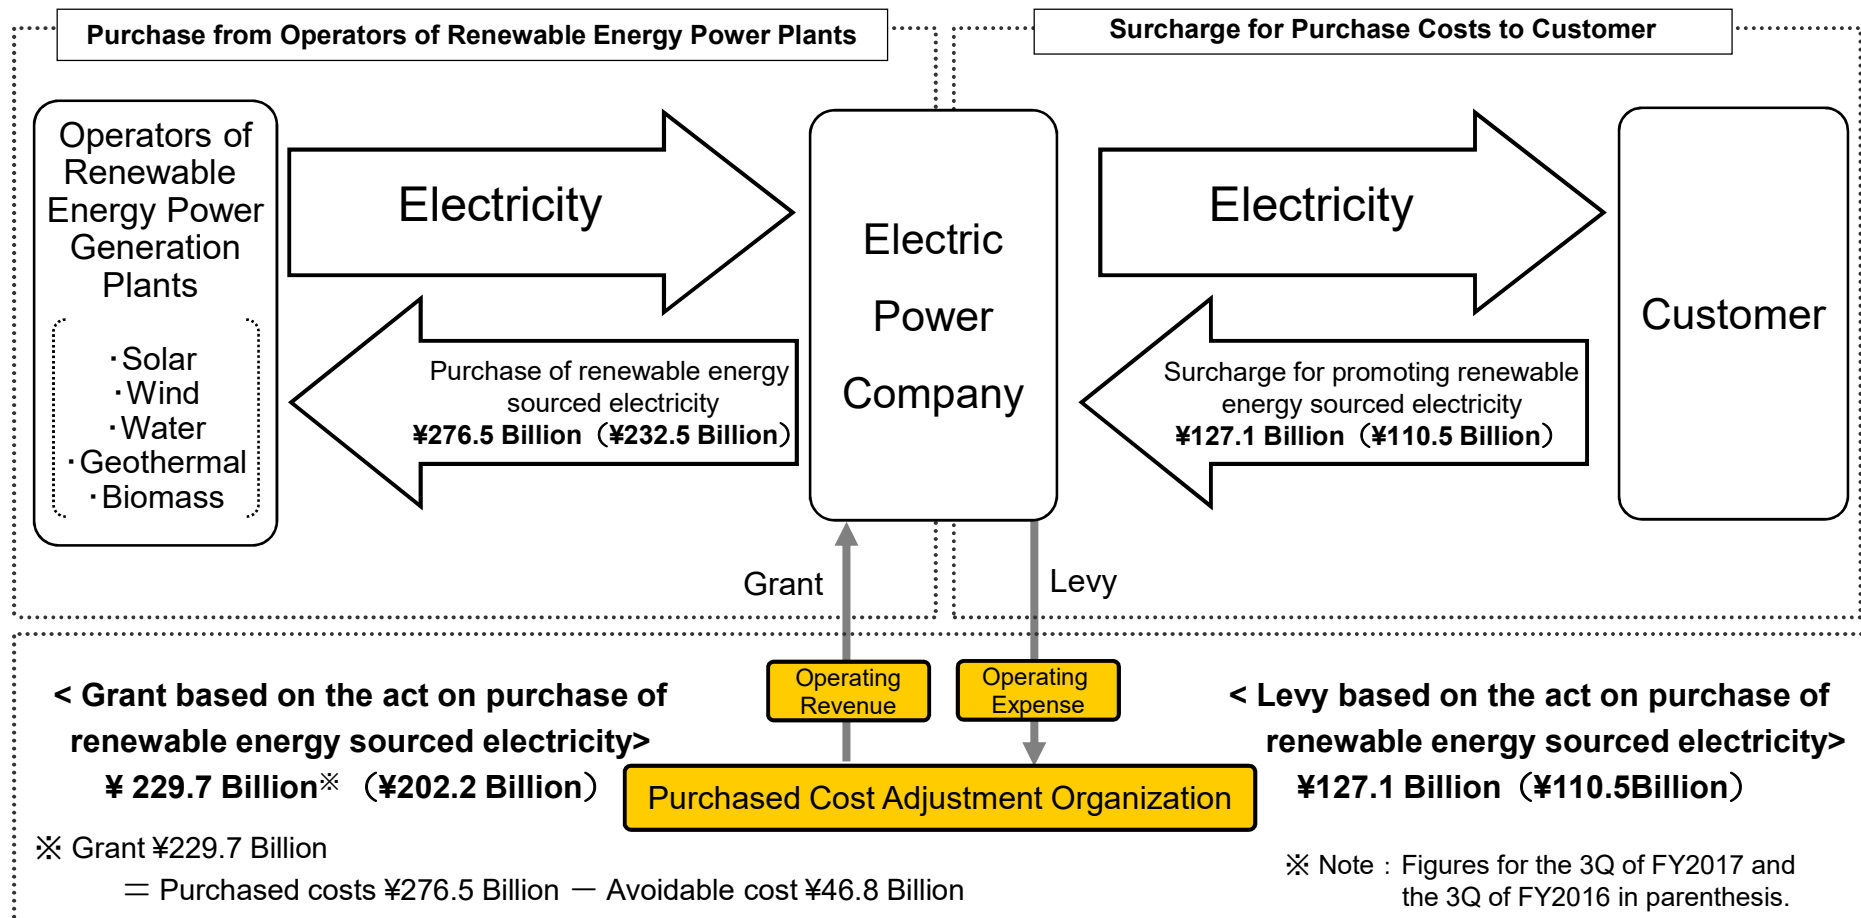 Purchase from Operators of Renewable Energy Power Plants
Surcharge for Purchase Costs to Customer
Operators of
Renewable
Energy Power
Generation
Plants
・Solar
・Wind
・Water
・Geothermal
・Biomass
Electricity
Purchase of renewable energy
sourced electricity
¥276.5 Billion（¥232.5 Billion）
Electric
Power
Company
Electricity
Surcharge for promoting renewable
energy sourced electricity
¥127.1 Billion（¥110.5 Billion）
Customer
Grant
Levy
Operating
Revenue
Operating
Expense
< Grant based on the act on purchase of
renewable energy sourced electricity>
¥ 229.7 Billion※ （¥202.2 Billion）
Purchased Cost Adjustment Organization
< Levy based on the act on purchase of
renewable energy sourced electricity>
¥127.1 Billion（¥110.5Billion）
※ Grant ¥229.7 Billion
＝ Purchased costs ¥276.5 Billion － Avoidable cost ¥46.8 Billion
※ Note : Figures for the 3Q of FY2017 and
the 3Q of FY2016 in parenthesis.